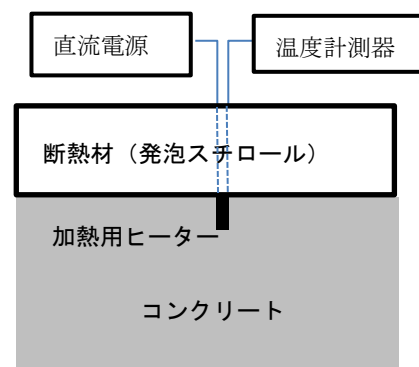 直流電源
温度計測器
断熱材（発泡スチロール）
加熱用ヒーター
コンクリート